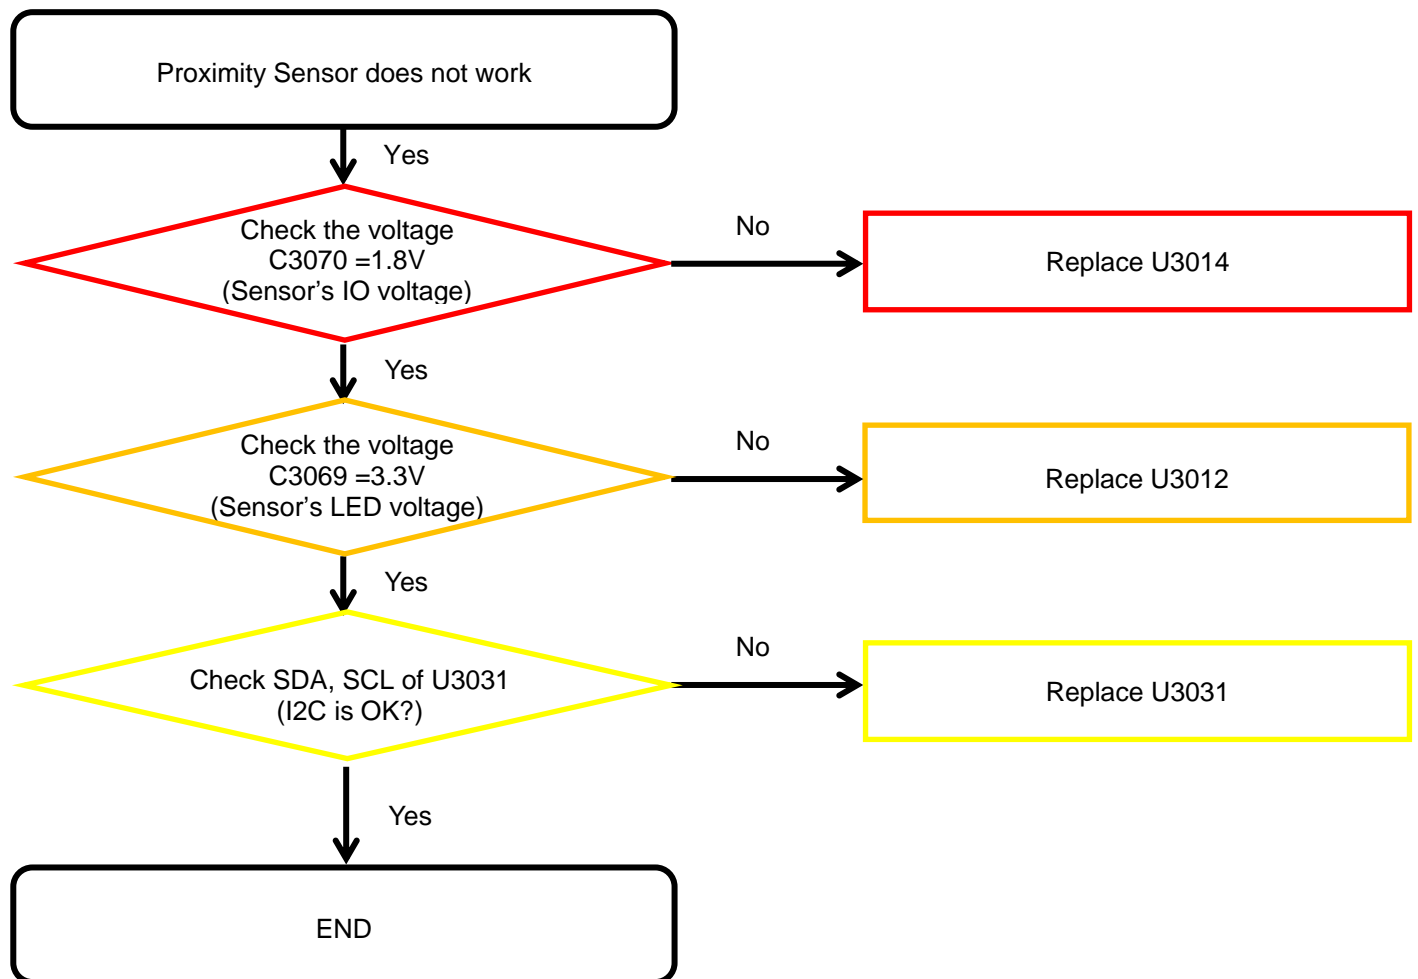 Proximity Sensor does not work
Yes
Check the voltage
C3070 =1.8V
(Sensor’s IO voltage)
No
Replace U3014
Yes
Check the voltage
C3069 =3.3V
(Sensor’s LED voltage)
No
Replace U3012
Yes
Check SDA, SCL of U3031
(I2C is OK?)
No
Replace U3031
Yes
END